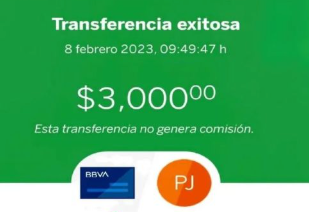 Transferencia exitosa
8 febrero 2023, 09:49:47 h
$3,000⁰⁰
Esta transferencia no genera comisión.
BBVA
PJ